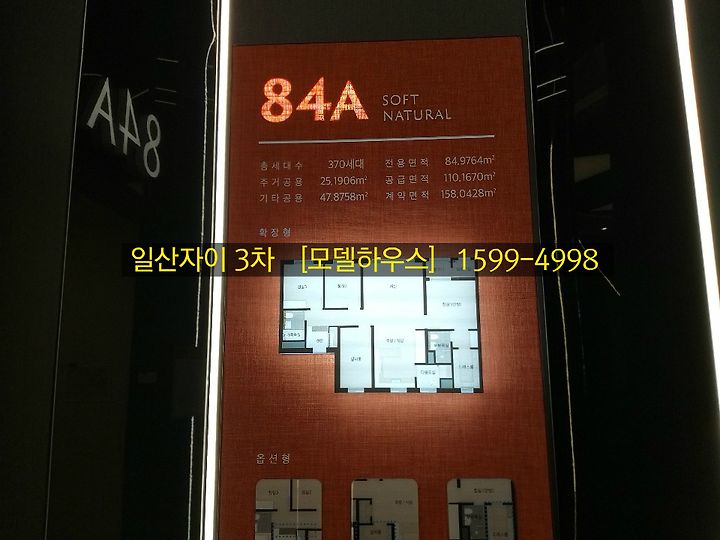 84A
84A SOFT
NATURAL
총세대수 370세대 전용면적 84.9764m²
주거공용 25.1906m² 공급면적 110.1670m²
기타공용 47.8758m² 계약면적 158.0428m²
확장형
일산자이 3차 [모델하우스] 1599-4998
옵션형